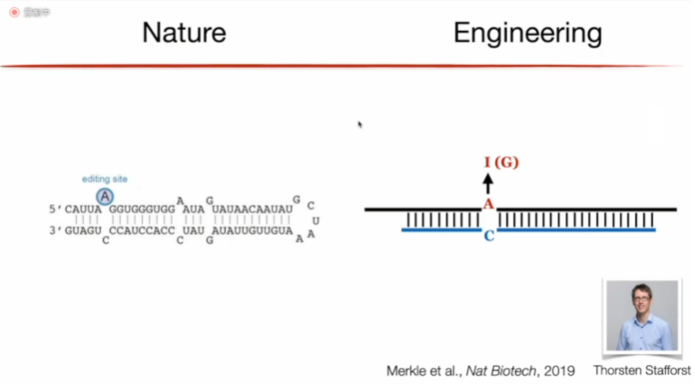 Nature
Engineering
editing site
A
5' CAUUA GGUGGGUGG A AUA G UAUAACAAUAU G C
U
3' GUAGU C CCAUCCACC C UAU G AUAUUGUUGUA A A
I (G)
A
C
Merkle et al., Nat Biotech, 2019
Thorsten Stafforst